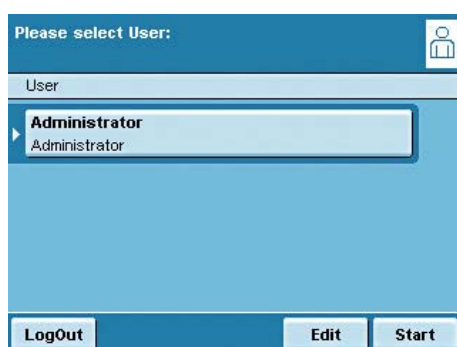 Please select User:
User
Administrator
Administrator
LogOut
Edit
Start